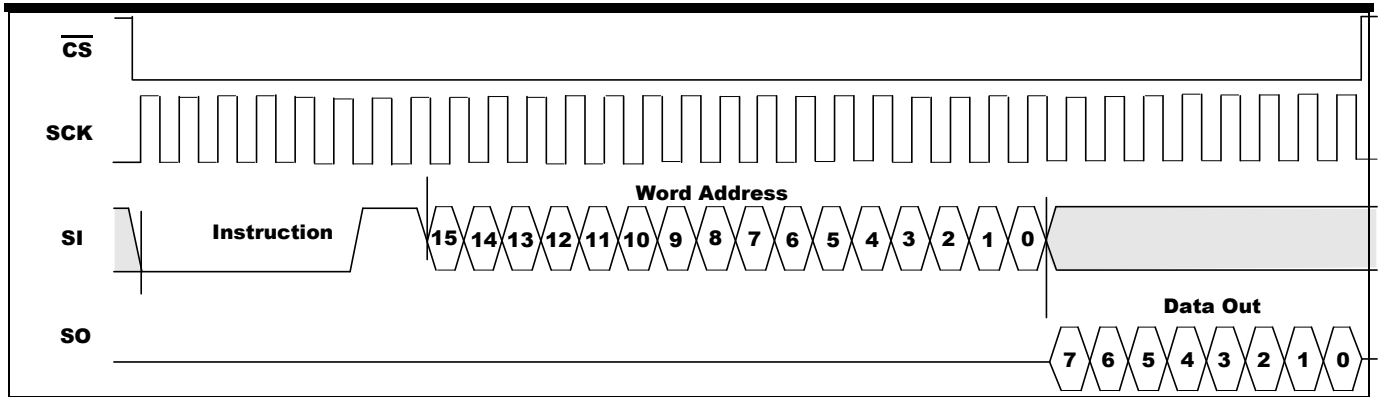 CS
SCK
Word Address
SI
Instruction
15 14 13 12 11 10 9 8 7 6 5 4 3 2 1 0
Data Out
SO
7 6 5 4 3 2 1 0